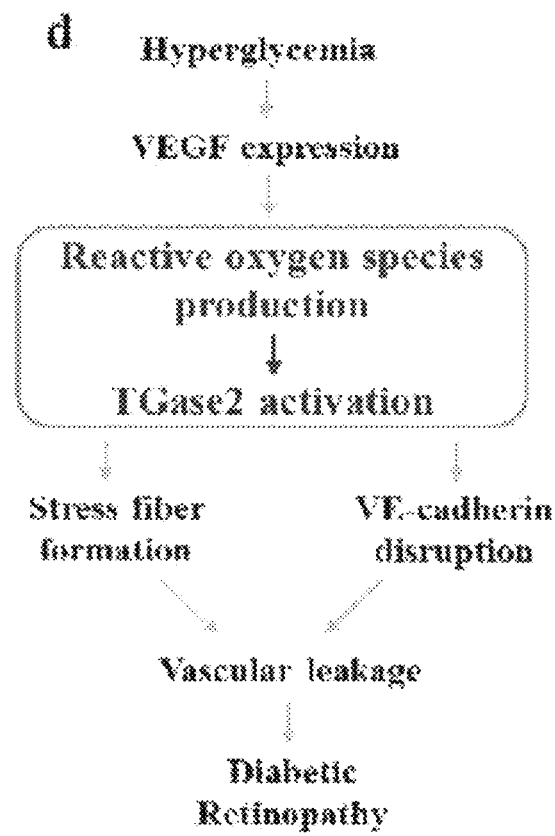 d
Hyperglycemia
VEGF expression
Reactive oxygen species
production
TGase2 activation
Stress fiber
formation
VE-cadherin
disruption
Vascular leakage
Diabetic
Retinopathy